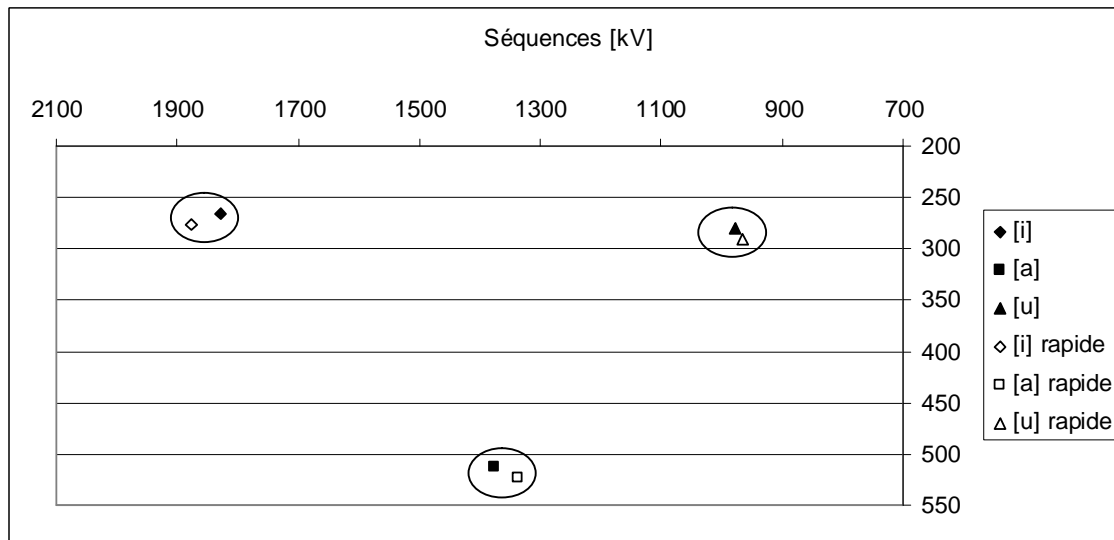 Séquences [kV]
2100 1900 1700 1500 1300 1100 900 700
200
250
300
350
400
450
500
550
[i]
[a]
[u]
[i] rapide
[a] rapide
[u] rapide